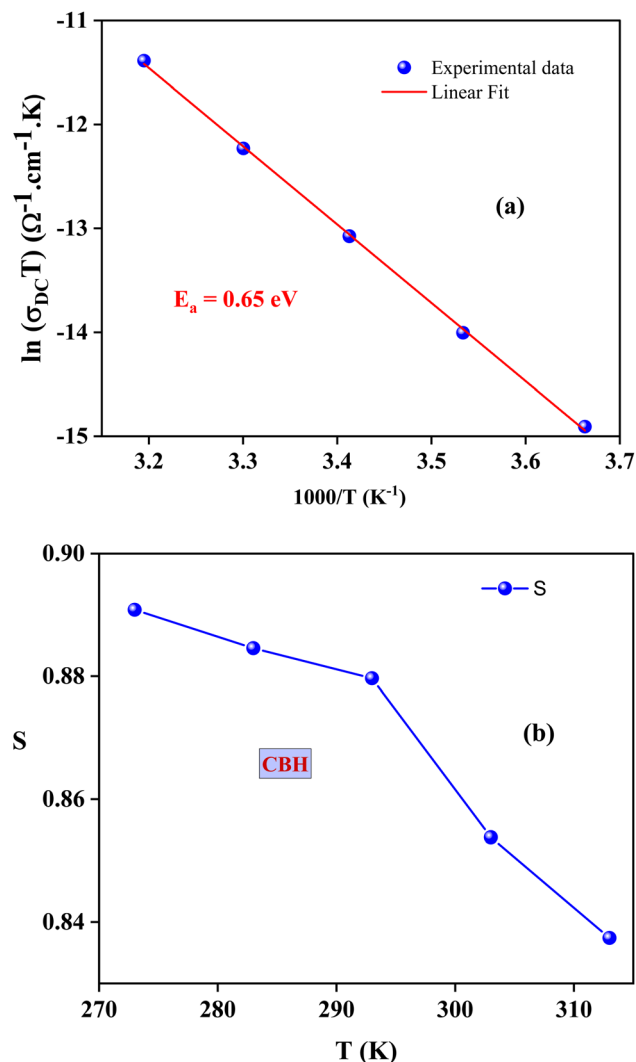 -11
-12
-13
-14
-15
ln (σDCT) (Ω⁻¹.cm⁻¹.K)
Experimental data
Linear Fit
(a)
Eₐ = 0.65 eV
3.2 3.3 3.4 3.5 3.6 3.7
1000/T (K⁻¹)
0.90
0.88
0.86
0.84
S
S
(b)
CBH
270 280 290 300 310
T (K)